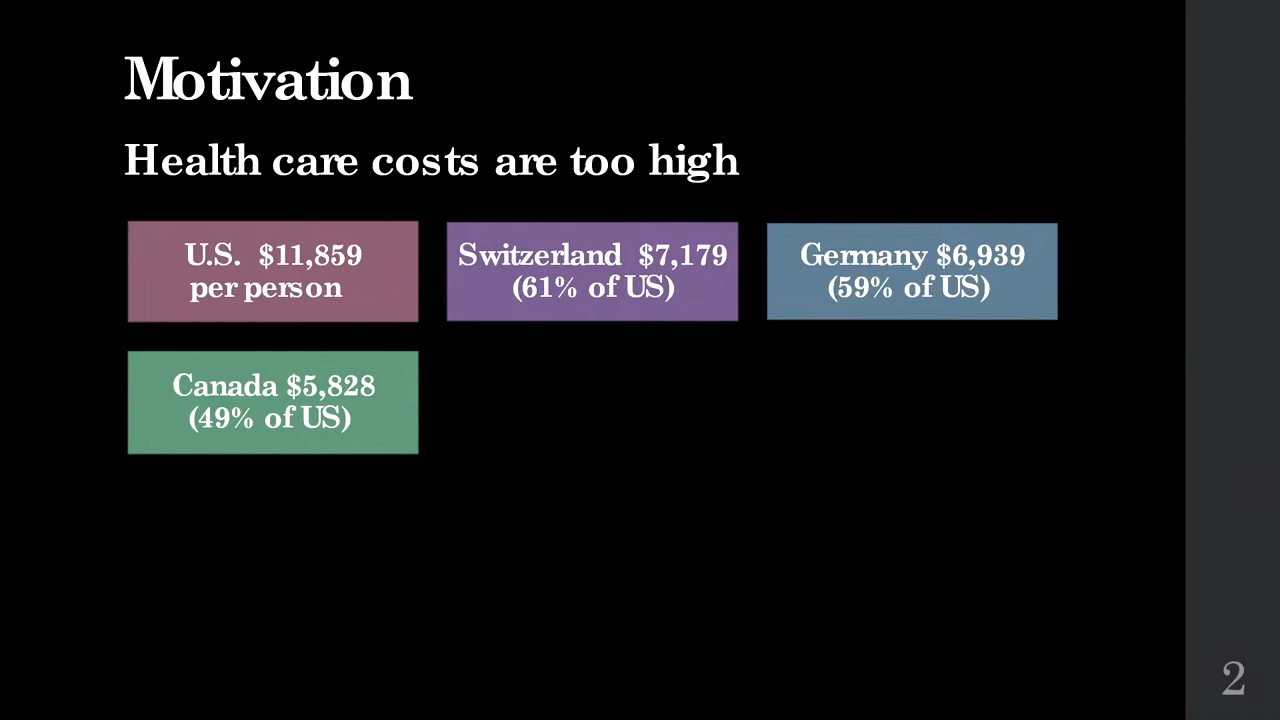 Motivation
Health care costs are too high
U.S. $11,859
per person
Switzerland $7,179
(61% of US)
Germany $6,939
(59% of US)
Canada $5,828
(49% of US)
2